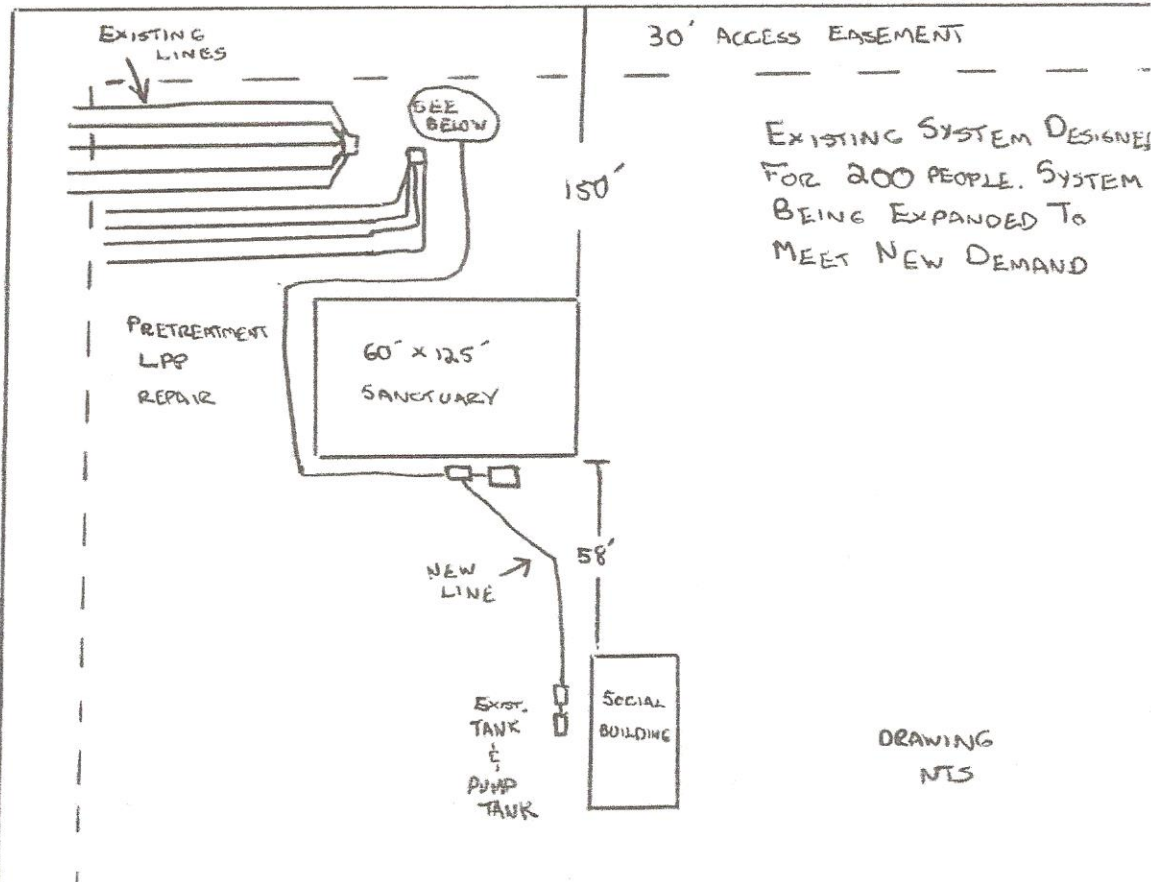 EXISTING
LINES
30' ACCESS EASEMENT
SEE
BELOW
EXISTING SYSTEM DESIGNE
FOR 200 PEOPLE. SYSTEM
BEING EXPANDED TO
MEET NEW DEMAND
150'
PRETREATMENT
LPP
REPAIR
60' x 125'
SANCTUARY
58'
NEW
LINE
EXIST.
TANK
&
PUMP
TANK
SOCIAL
BUILDING
DRAWING
NTS